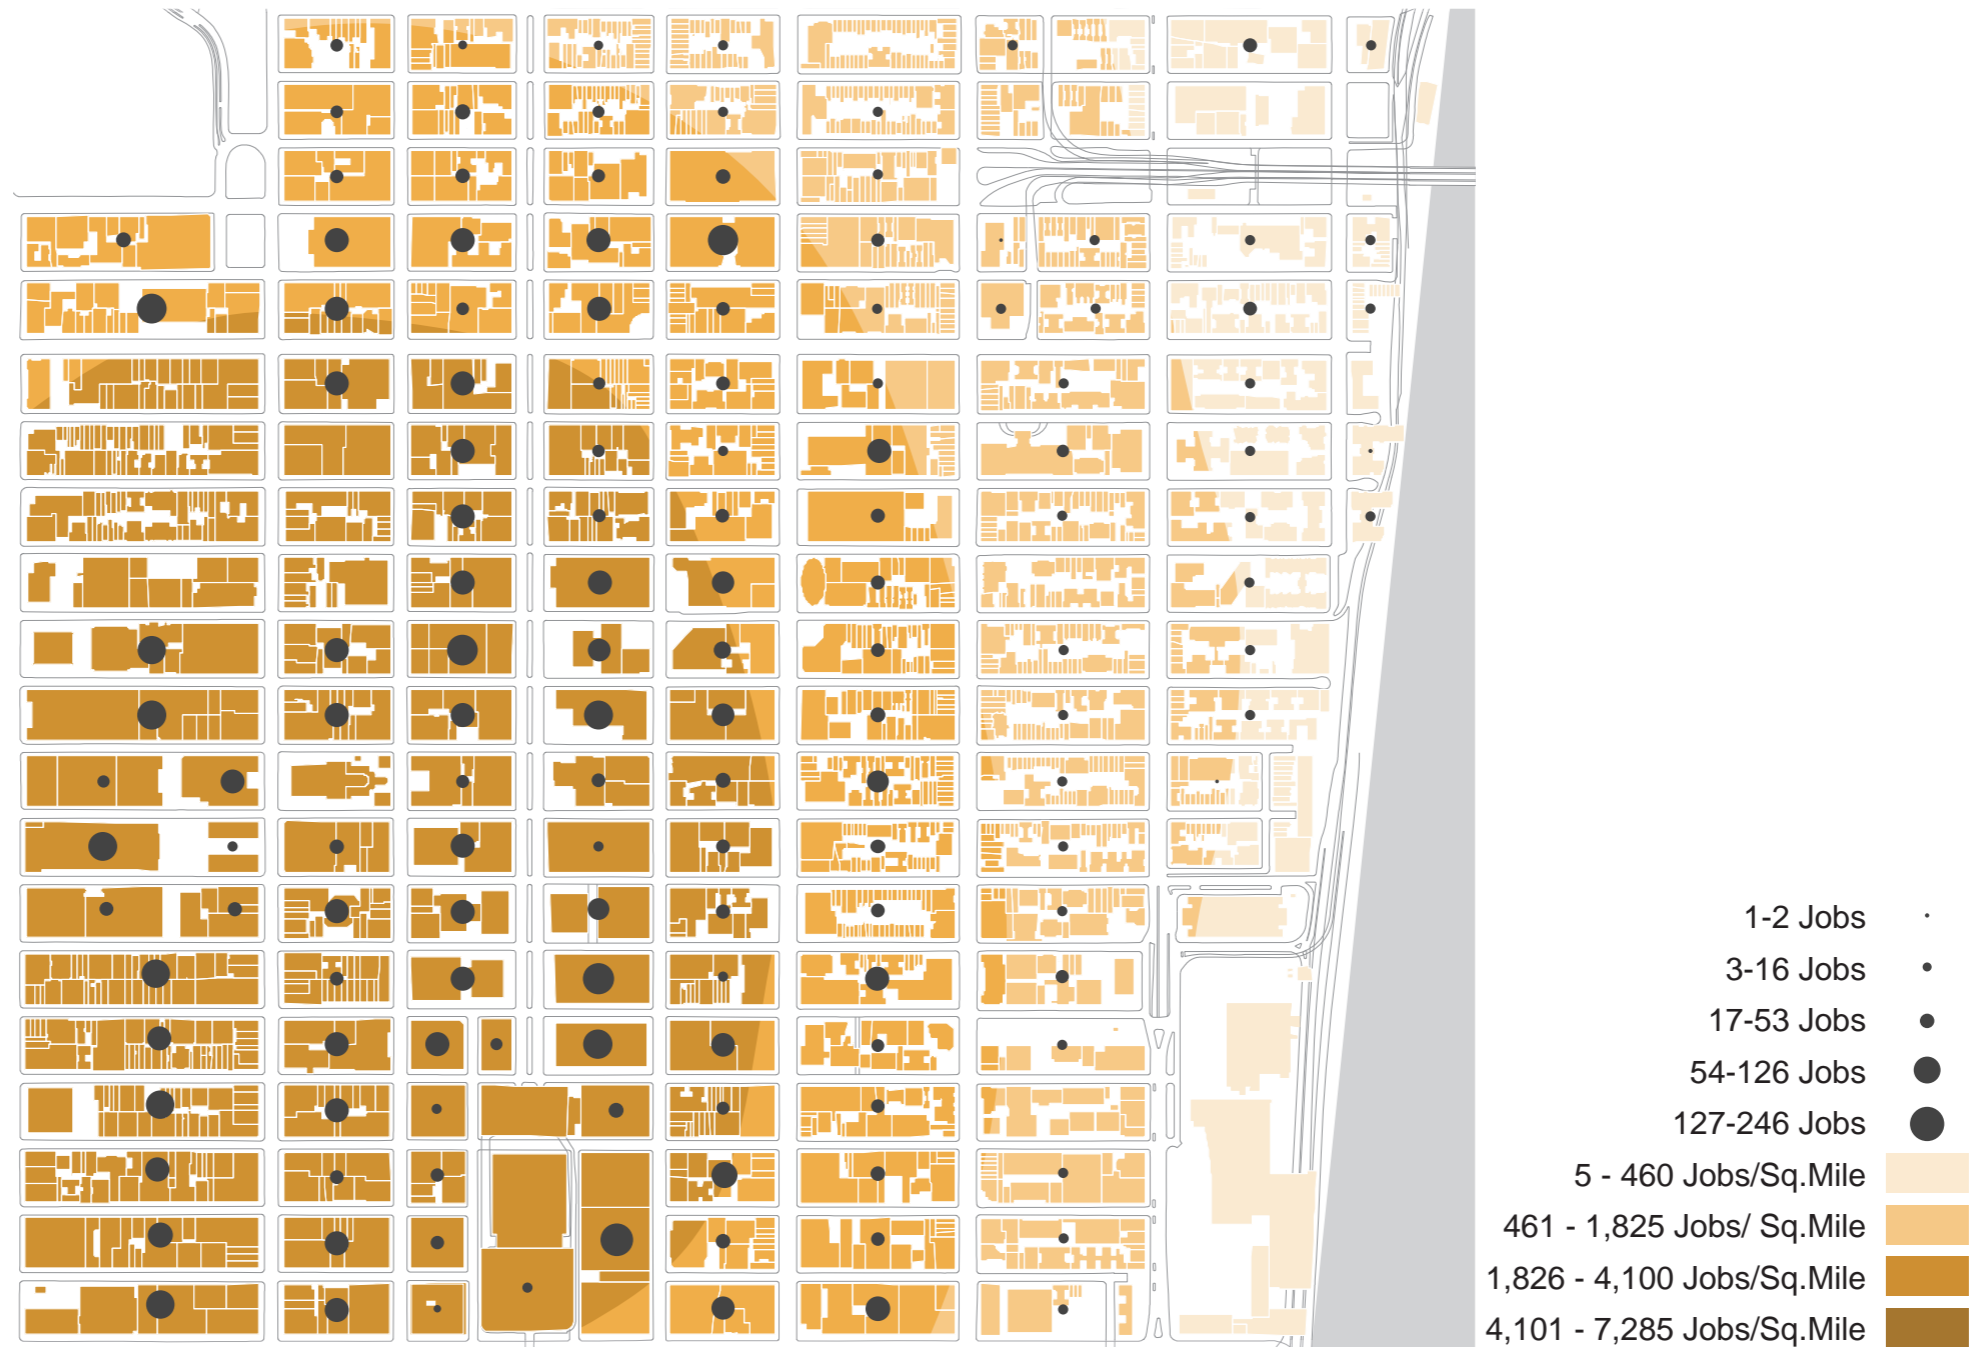 1-2 Jobs
3-16 Jobs
17-53 Jobs
54-126 Jobs
127-246 Jobs
5 - 460 Jobs/Sq.Mile
461 - 1,825 Jobs/ Sq.Mile
1,826 - 4,100 Jobs/Sq.Mile
4,101 - 7,285 Jobs/Sq.Mile